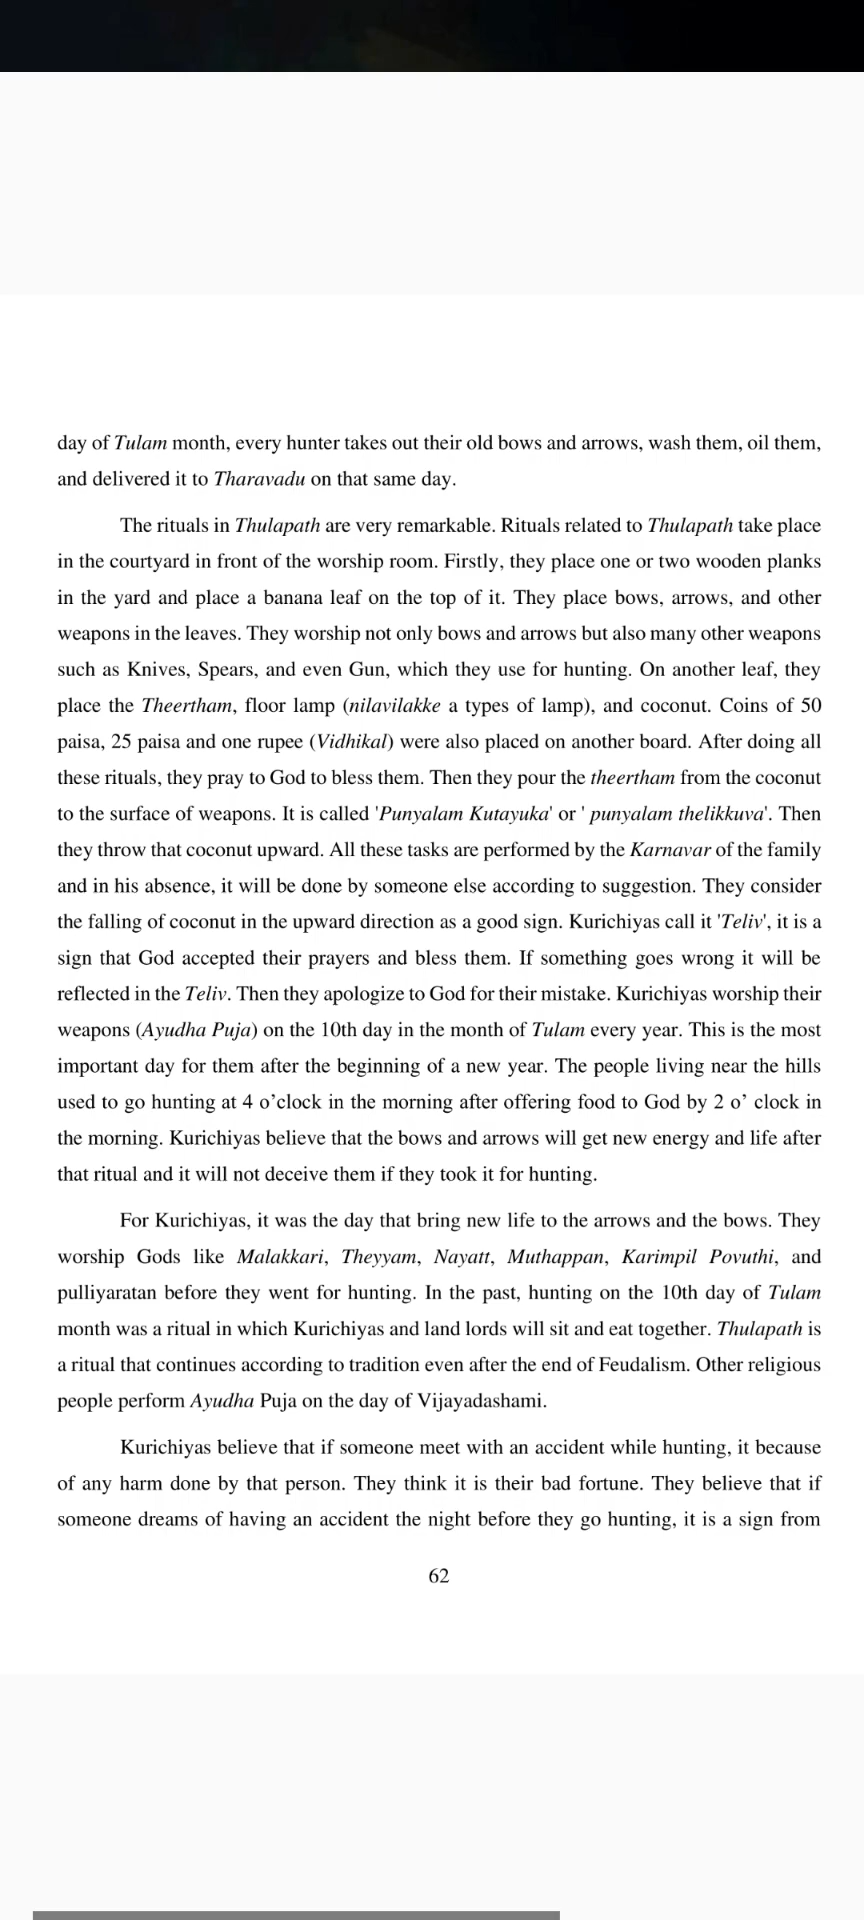 day of Tulam month, every hunter takes out their old bows and arrows, wash them, oil them,
and delivered it to Tharavadu on that same day.
The rituals in Thulapath are very remarkable. Rituals related to Thulapath take place
in the courtyard in front of the worship room. Firstly, they place one or two wooden planks
in the yard and place a banana leaf on the top of it. They place bows, arrows, and other
weapons in the leaves. They worship not only bows and arrows but also many other weapons
such as Knives, Spears, and even Gun, which they use for hunting. On another leaf, they
place the Theertham, floor lamp (nilavilakke a types of lamp), and coconut. Coins of 50
paisa, 25 paisa and one rupee (Vidhikal) were also placed on another board. After doing all
these rituals, they pray to God to bless them. Then they pour the theertham from the coconut
to the surface of weapons. It is called 'Punyalam Kutayuka' or ' punyalam thelikkuva'. Then
they throw that coconut upward. All these tasks are performed by the Karnavar of the family
and in his absence, it will be done by someone else according to suggestion. They consider
the falling of coconut in the upward direction as a good sign. Kurichiyas call it 'Teliv', it is a
sign that God accepted their prayers and bless them. If something goes wrong it will be
reflected in the Teliv. Then they apologize to God for their mistake. Kurichiyas worship their
weapons (Ayudha Puja) on the 10th day in the month of Tulam every year. This is the most
important day for them after the beginning of a new year. The people living near the hills
used to go hunting at 4 o’clock in the morning after offering food to God by 2 o’ clock in
the morning. Kurichiyas believe that the bows and arrows will get new energy and life after
that ritual and it will not deceive them if they took it for hunting.
For Kurichiyas, it was the day that bring new life to the arrows and the bows. They
worship Gods like Malakkari, Theyyam, Nayatt, Muthappan, Karimpil Povuthi, and
pulliyaratan before they went for hunting. In the past, hunting on the 10th day of Tulam
month was a ritual in which Kurichiyas and land lords will sit and eat together. Thulapath is
a ritual that continues according to tradition even after the end of Feudalism. Other religious
people perform Ayudha Puja on the day of Vijayadashami.
Kurichiyas believe that if someone meet with an accident while hunting, it because
of any harm done by that person. They think it is their bad fortune. They believe that if
someone dreams of having an accident the night before they go hunting, it is a sign from
62